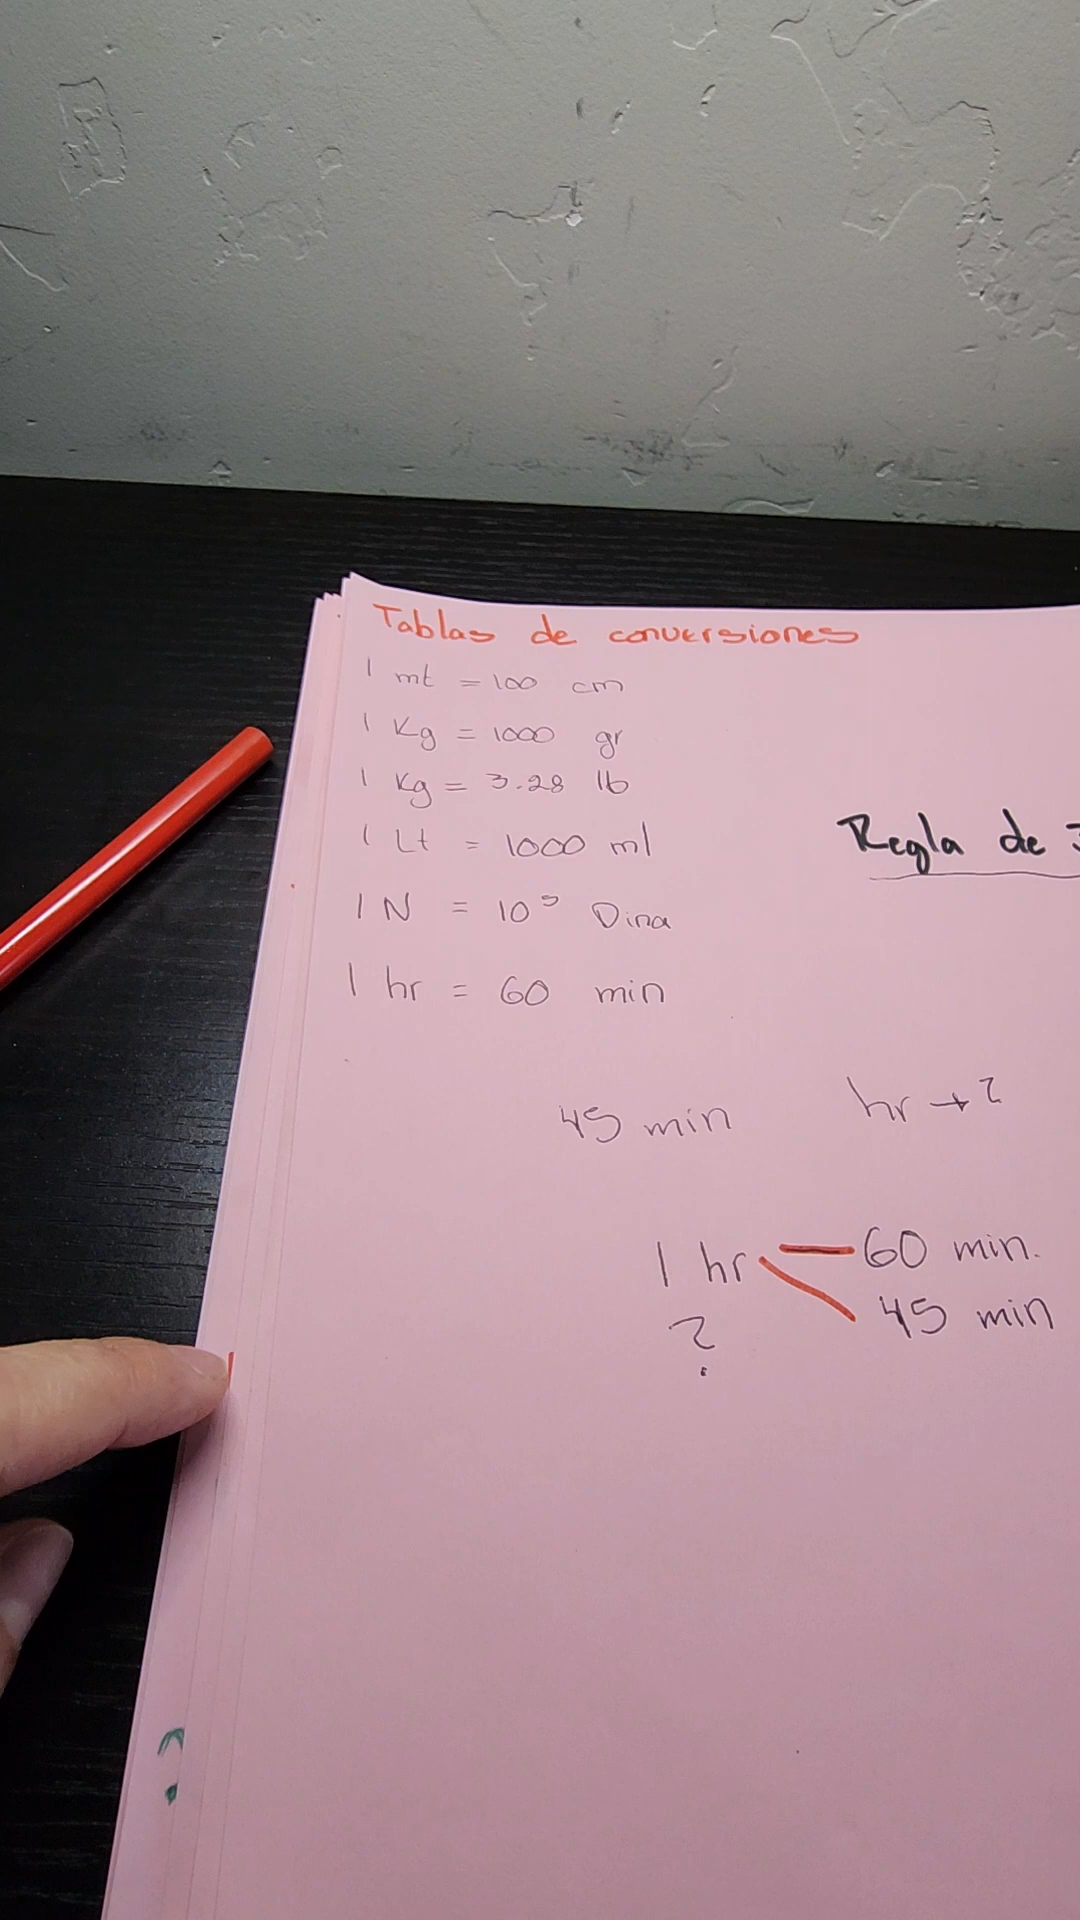 Tablas de conversiones
1 mt = 100 cm
1 Kg = 1000 gr
1 Kg = 3.28 lb
1 Lt = 1000 ml
Regla de 3
1 N = 10⁵ Dina
1 hr = 60 min
45 min hr → ?
1 hr 60 min.
? 45 min